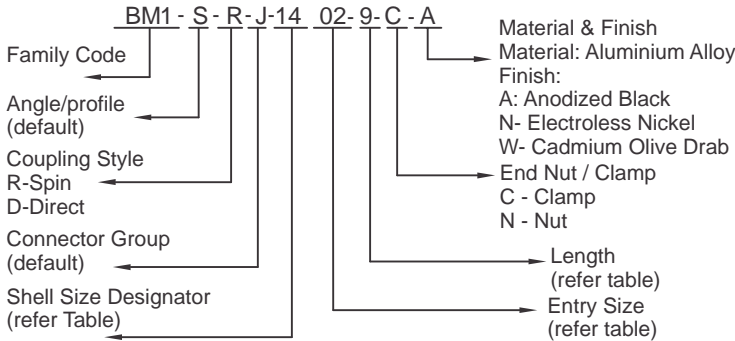 BM1 - S - R - J-14 02- 9- C - A
Family Code
Angle/profile
(default)
Coupling Style
R-Spin
D-Direct
Connector Group
(default)
Shell Size Designator
(refer Table)
Material & Finish
Material: Aluminium Alloy
Finish:
A: Anodized Black
N- Electroless Nickel
W- Cadmium Olive Drab
End Nut / Clamp
C - Clamp
N - Nut
Length
(refer table)
Entry Size
(refer table)